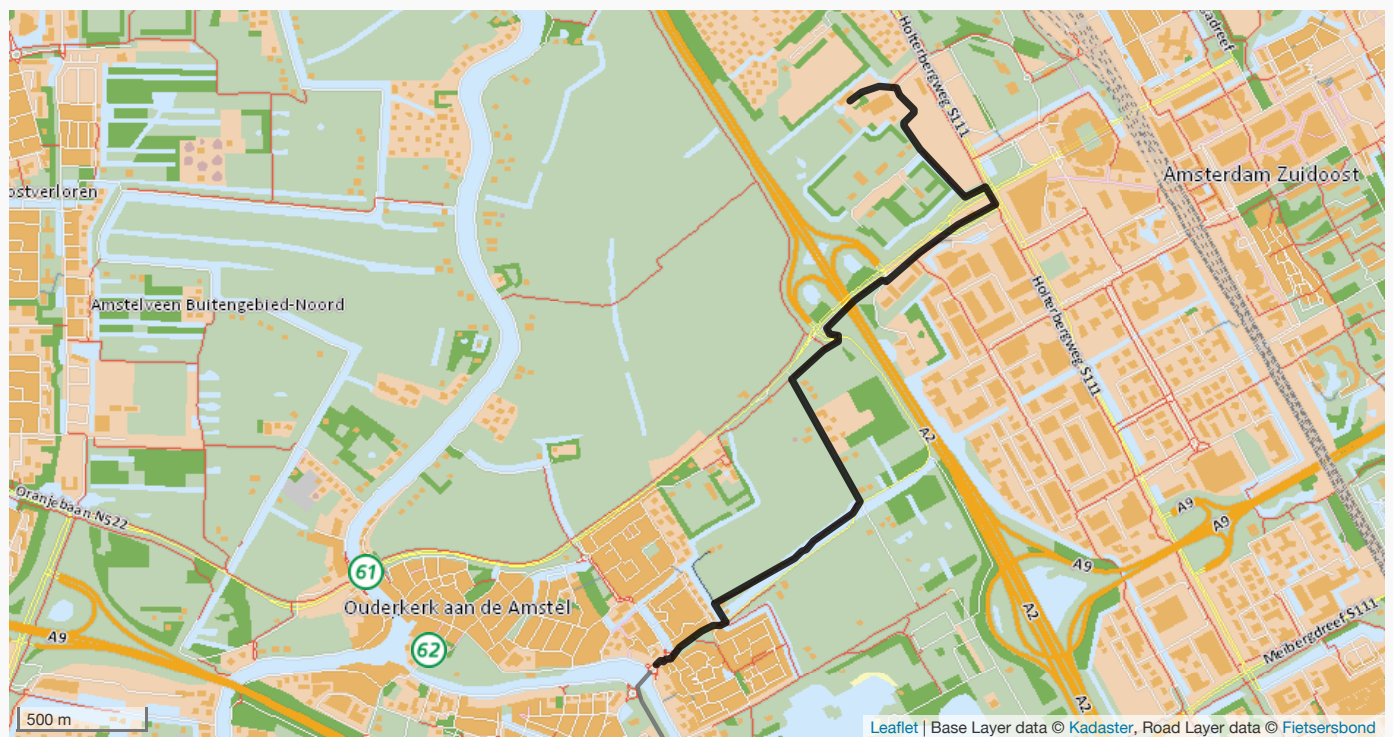 Holterbergweg S111
adreef
Amsterdam Zuidoost
ostverloren
Amstelveen Buitengebied-Noord
Holterbergweg S111
A2
Oranjebaan N522
A9
A9
61
A9
Ouderkerk aan de Amstel
A2
Meibergdreef S111
A9
62
A2
500 m
Leaflet | Base Layer data © Kadaster, Road Layer data © Fietsersbond